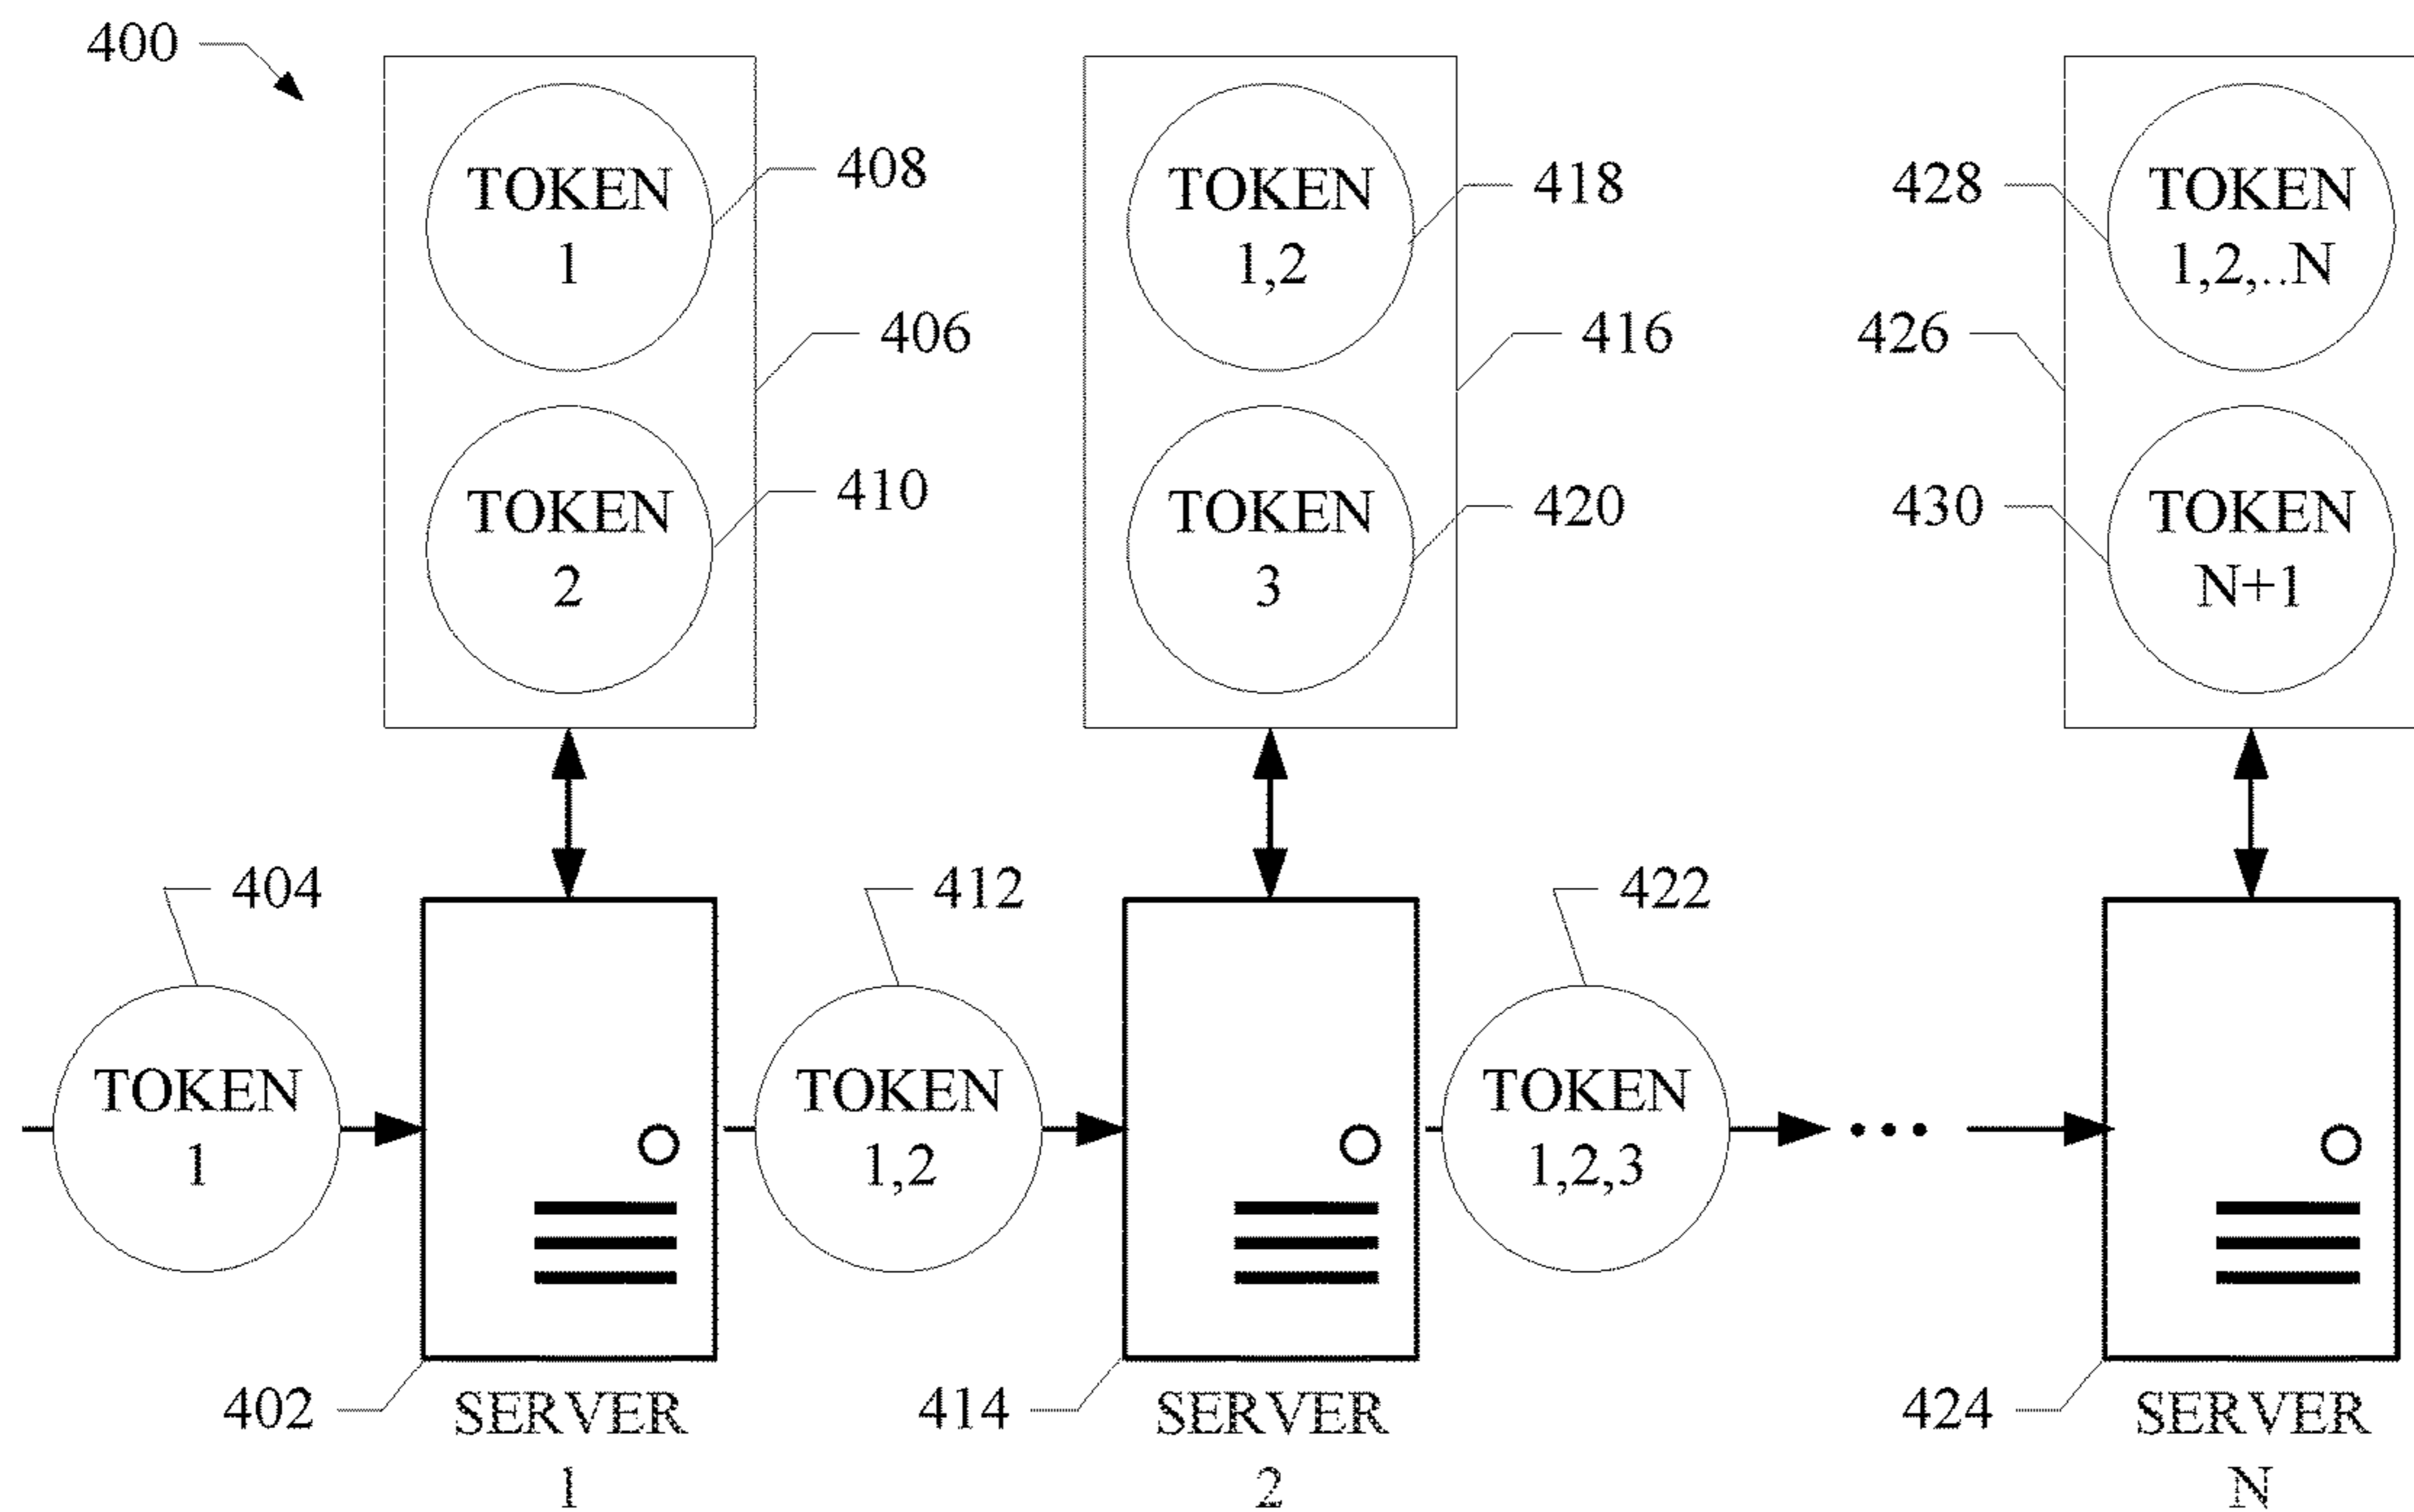 400
TOKEN
1
408
406
TOKEN
2
410
TOKEN
1,2
418
416
TOKEN
3
420
428
TOKEN
1,2,..N
426
430
TOKEN
N+1
404
TOKEN
1
412
TOKEN
1,2
422
TOKEN
1,2,3
402
SERVER
1
414
SERVER
2
424
SERVER
N